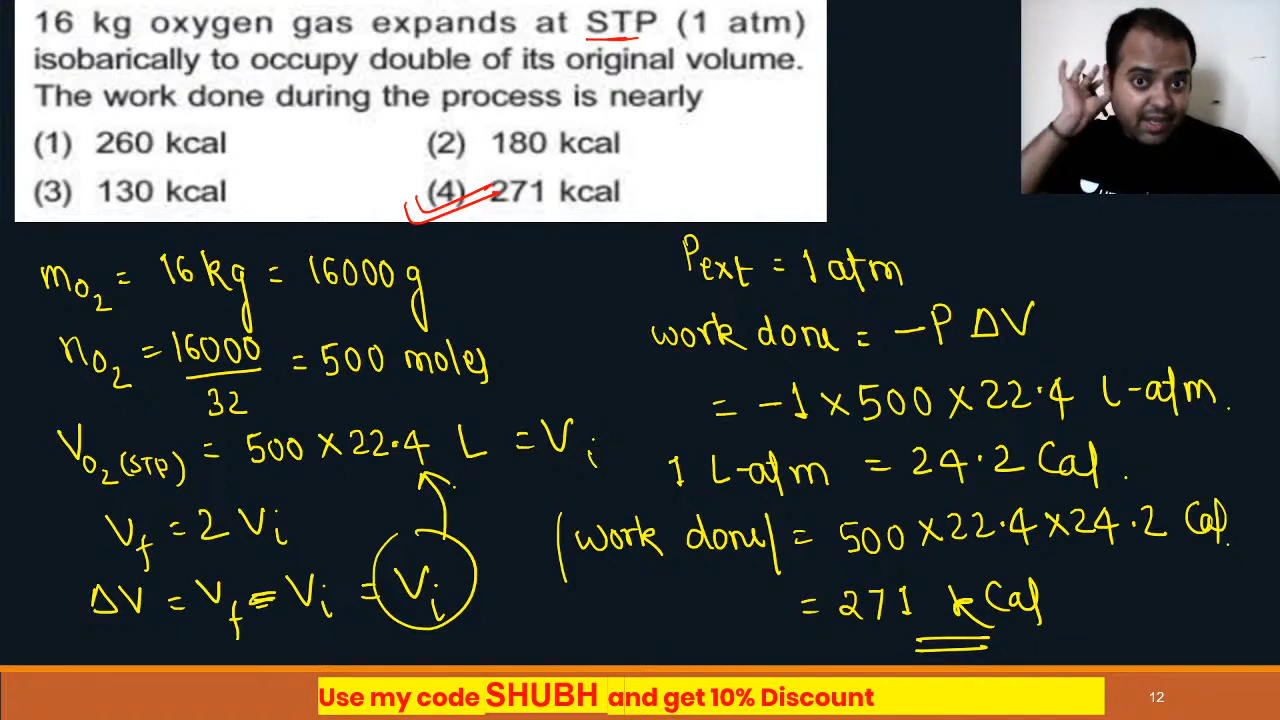 16 kg oxygen gas expands at STP (1 atm)
isobarically to occupy double of its original volume.
The work done during the process is nearly
(1) 260 kcal (2) 180 kcal
(3) 130 kcal (4) 271 kcal
mO₂ = 16 kg = 16000 g
nO₂ = 16000/32 = 500 moles
VO₂(STP) = 500 × 22.4 L = Vi
Vf = 2 Vi
ΔV = Vf - Vi = Vi
Pext = 1 atm
work done = -P ΔV
= -1 × 500 × 22.4 L-atm.
1 L-atm = 24.2 Cal.
|work done| = 500 × 22.4 × 24.2 Cal.
= 271 kCal
Use my code SHUBH and get 10% Discount
12